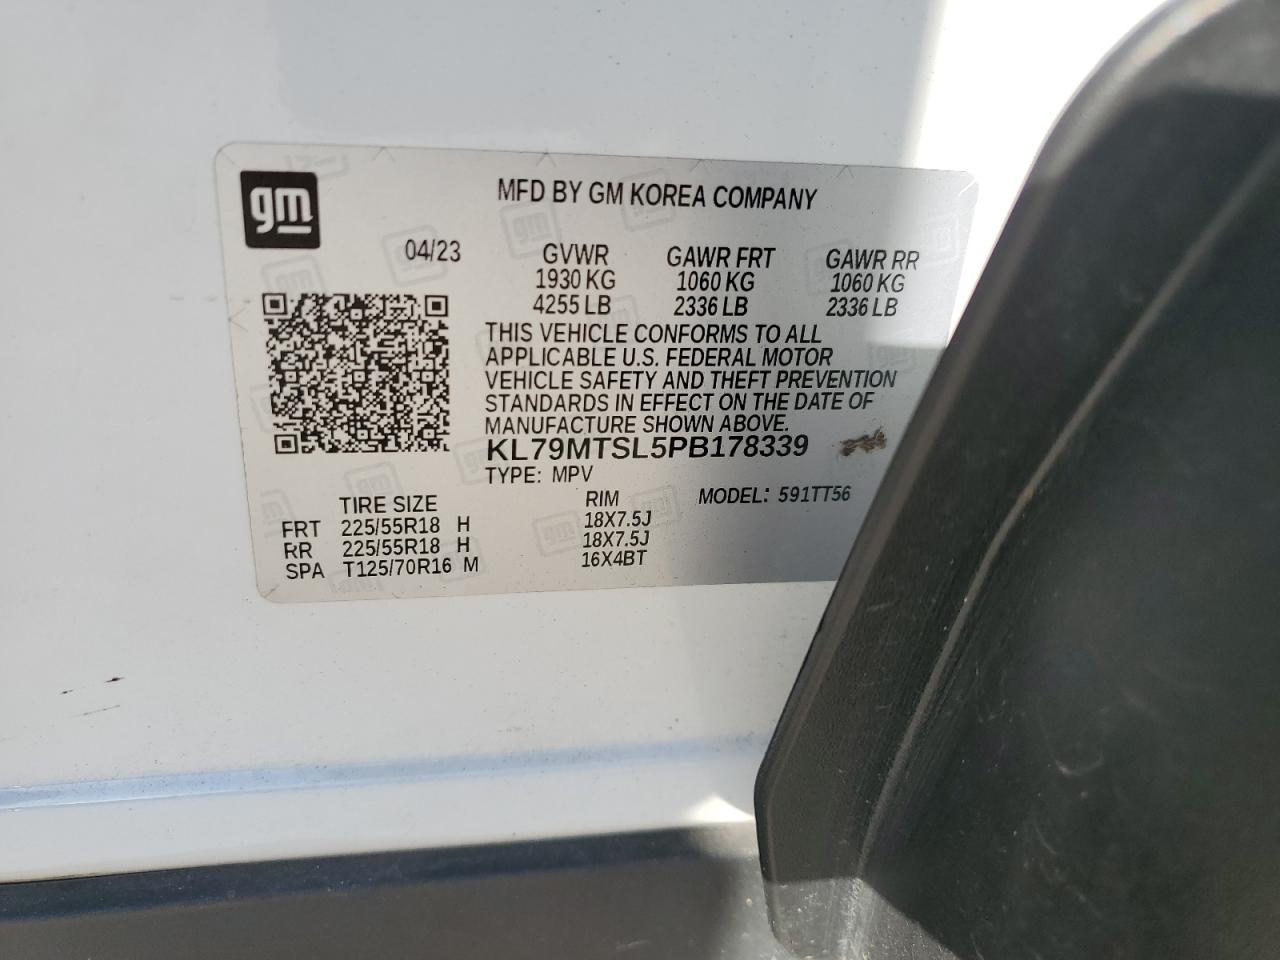 gm
MFD BY GM KOREA COMPANY
04/23 GVWR GAWR FRT GAWR RR
1930 KG 1060 KG 1060 KG
4255 LB 2336 LB 2336 LB
THIS VEHICLE CONFORMS TO ALL
APPLICABLE U.S. FEDERAL MOTOR
VEHICLE SAFETY AND THEFT PREVENTION
STANDARDS IN EFFECT ON THE DATE OF
MANUFACTURE SHOWN ABOVE.
KL79MTSL5PB178339
TYPE: MPV
TIRE SIZE RIM MODEL: 591TT56
FRT 225/55R18 H 18X7.5J
RR 225/55R18 H 18X7.5J
SPA T125/70R16 M 16X4BT